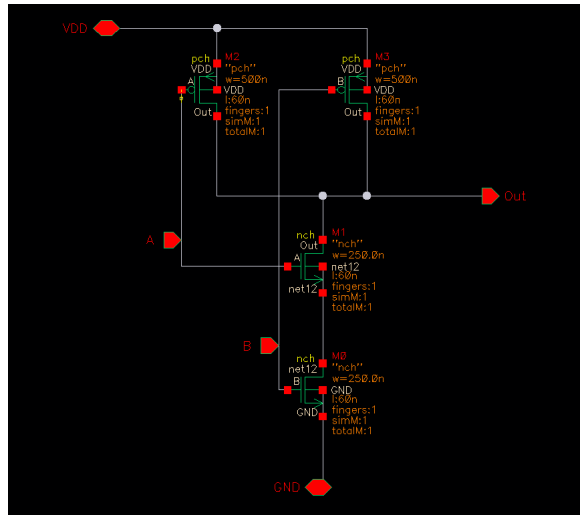 VDD
pch
M2
VDD
"pch"
A
w=500n
VDD
l:60n
fingers:1
Out
simM:1
totalM:1
pch
M3
VDD
"pch"
B
w=500n
VDD
l:60n
fingers:1
Out
simM:1
totalM:1
Out
A
nch
M1
Out
"nch"
A
w=250.0n
net12
l:60n
fingers:1
net12
simM:1
totalM:1
B
nch
M0
net12
"nch"
B
w=250.0n
GND
l:60n
fingers:1
GND
simM:1
totalM:1
GND